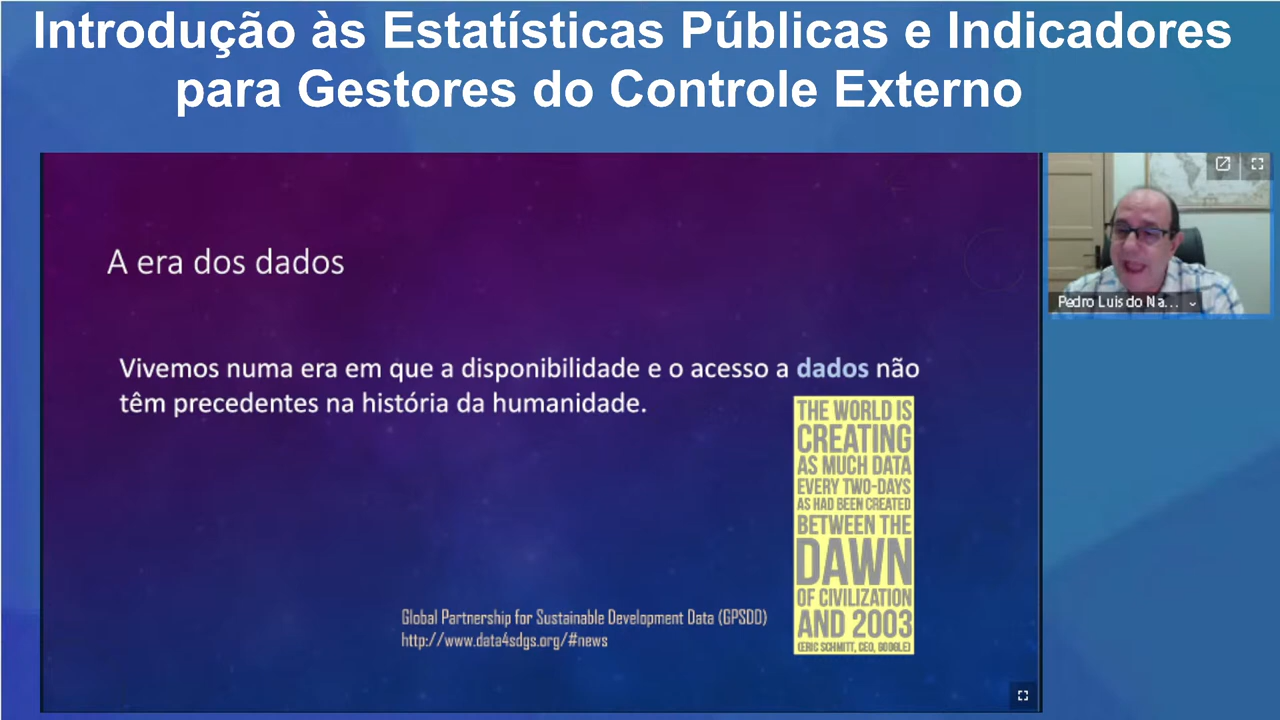 Introdução às Estatísticas Públicas e Indicadores
para Gestores do Controle Externo
A era dos dados
Vivemos numa era em que a disponibilidade e o acesso a dados não
têm precedentes na história da humanidade.
THE WORLD IS
CREATING
AS MUCH DATA
EVERY TWO-DAYS
AS HAD BEEN CREATED
BETWEEN THE
DAWN
OF CIVILIZATION
AND 2003
(ERIC SCHMITT, CEO, GOOGLE)
Global Partnership for Sustainable Development Data (GPSDD)
http://www.data4sdgs.org/#news
Pedro Luis do Na...